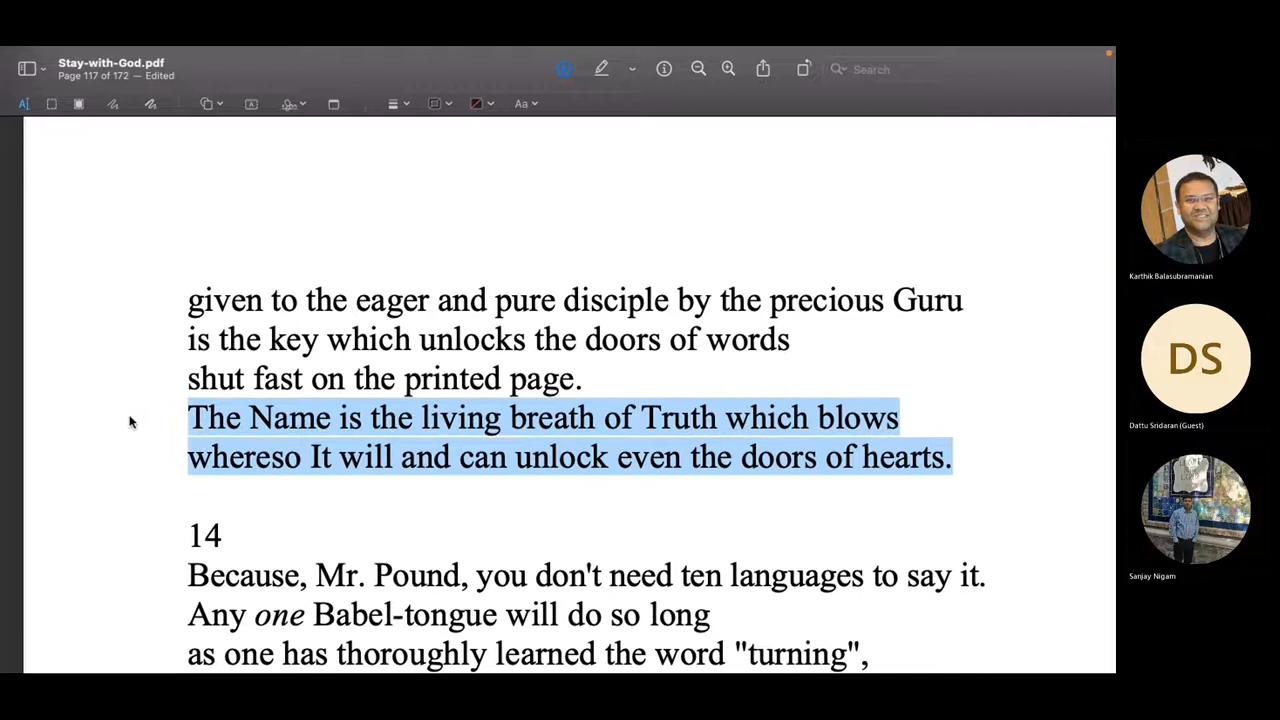 Stay-with-God.pdf
Page 117 of 172 — Edited
Search
Aa
given to the eager and pure disciple by the precious Guru
is the key which unlocks the doors of words
shut fast on the printed page.
The Name is the living breath of Truth which blows
whereso It will and can unlock even the doors of hearts.
14
Because, Mr. Pound, you don't need ten languages to say it.
Any one Babel-tongue will do so long
as one has thoroughly learned the word "turning",
Karthik Balasubramanian
DS
Dattu Sridaran (Guest)
Sanjay Nigam